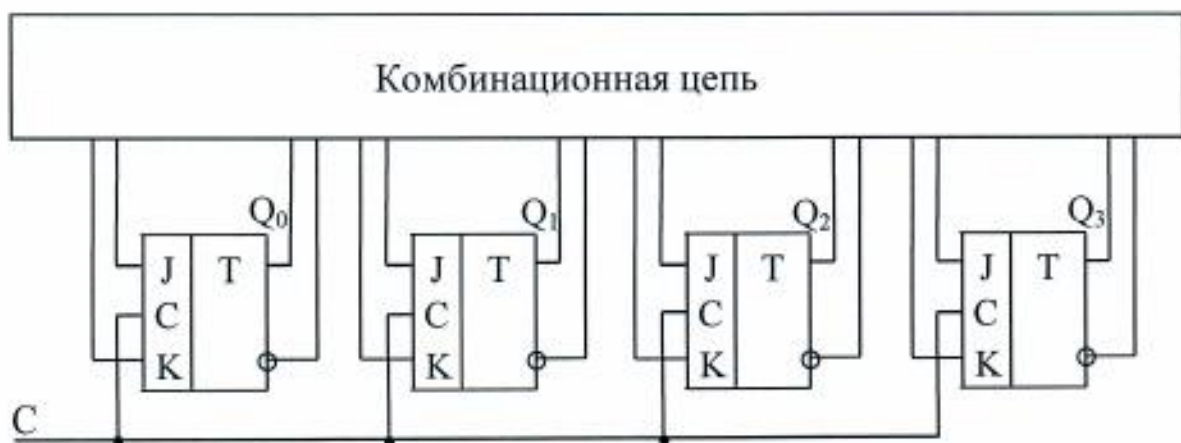 Комбинационная цепь
Q0 Q1 Q2 Q3
J T J T J T J T
C C C C
K K K K
C